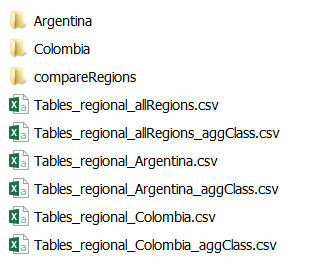 Argentina
Colombia
compareRegions
Tables_regional_allRegions.csv
Tables_regional_allRegions_aggClass.csv
Tables_regional_Argentina.csv
Tables_regional_Argentina_aggClass.csv
Tables_regional_Colombia.csv
Tables_regional_Colombia_aggClass.csv